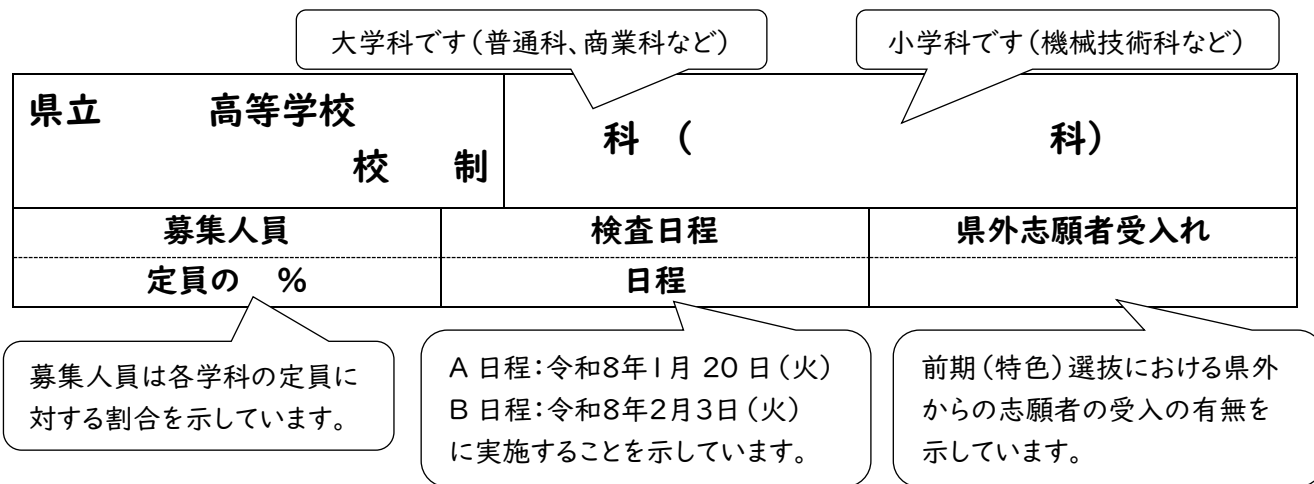 大学科です（普通科、商業科など）
小学科です（機械技術科など）
県立　　　高等学校
校　　制
科　（　　　　　　　　　　科）
募集人員
検査日程
県外志願者受入れ
定員の　％
日程
募集人員は各学科の定員に
対する割合を示しています。
A 日程：令和8年1月 20 日（火）
B 日程：令和8年2月3日（火）
に実施することを示しています。
前期（特色）選抜における県外
からの志願者の受入の有無を
示しています。